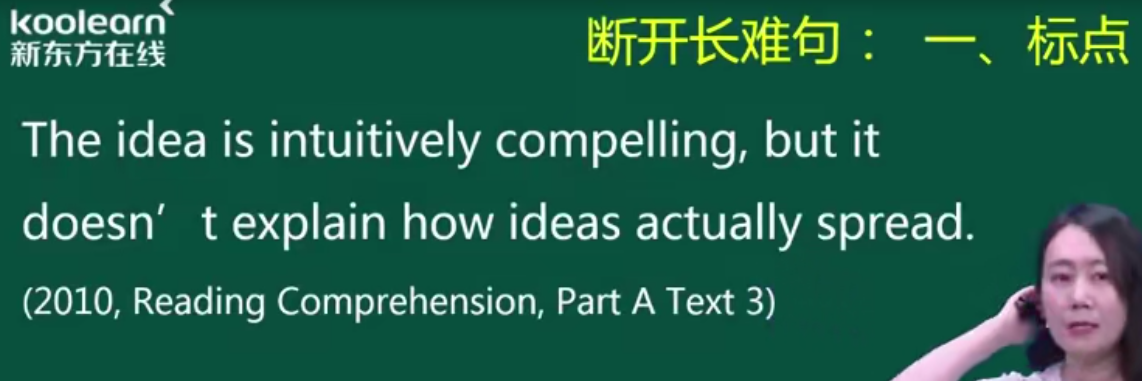 koolearn
新东方在线
断开长难句： 一、标点
The idea is intuitively compelling, but it
doesn’ t explain how ideas actually spread.
(2010, Reading Comprehension, Part A Text 3)